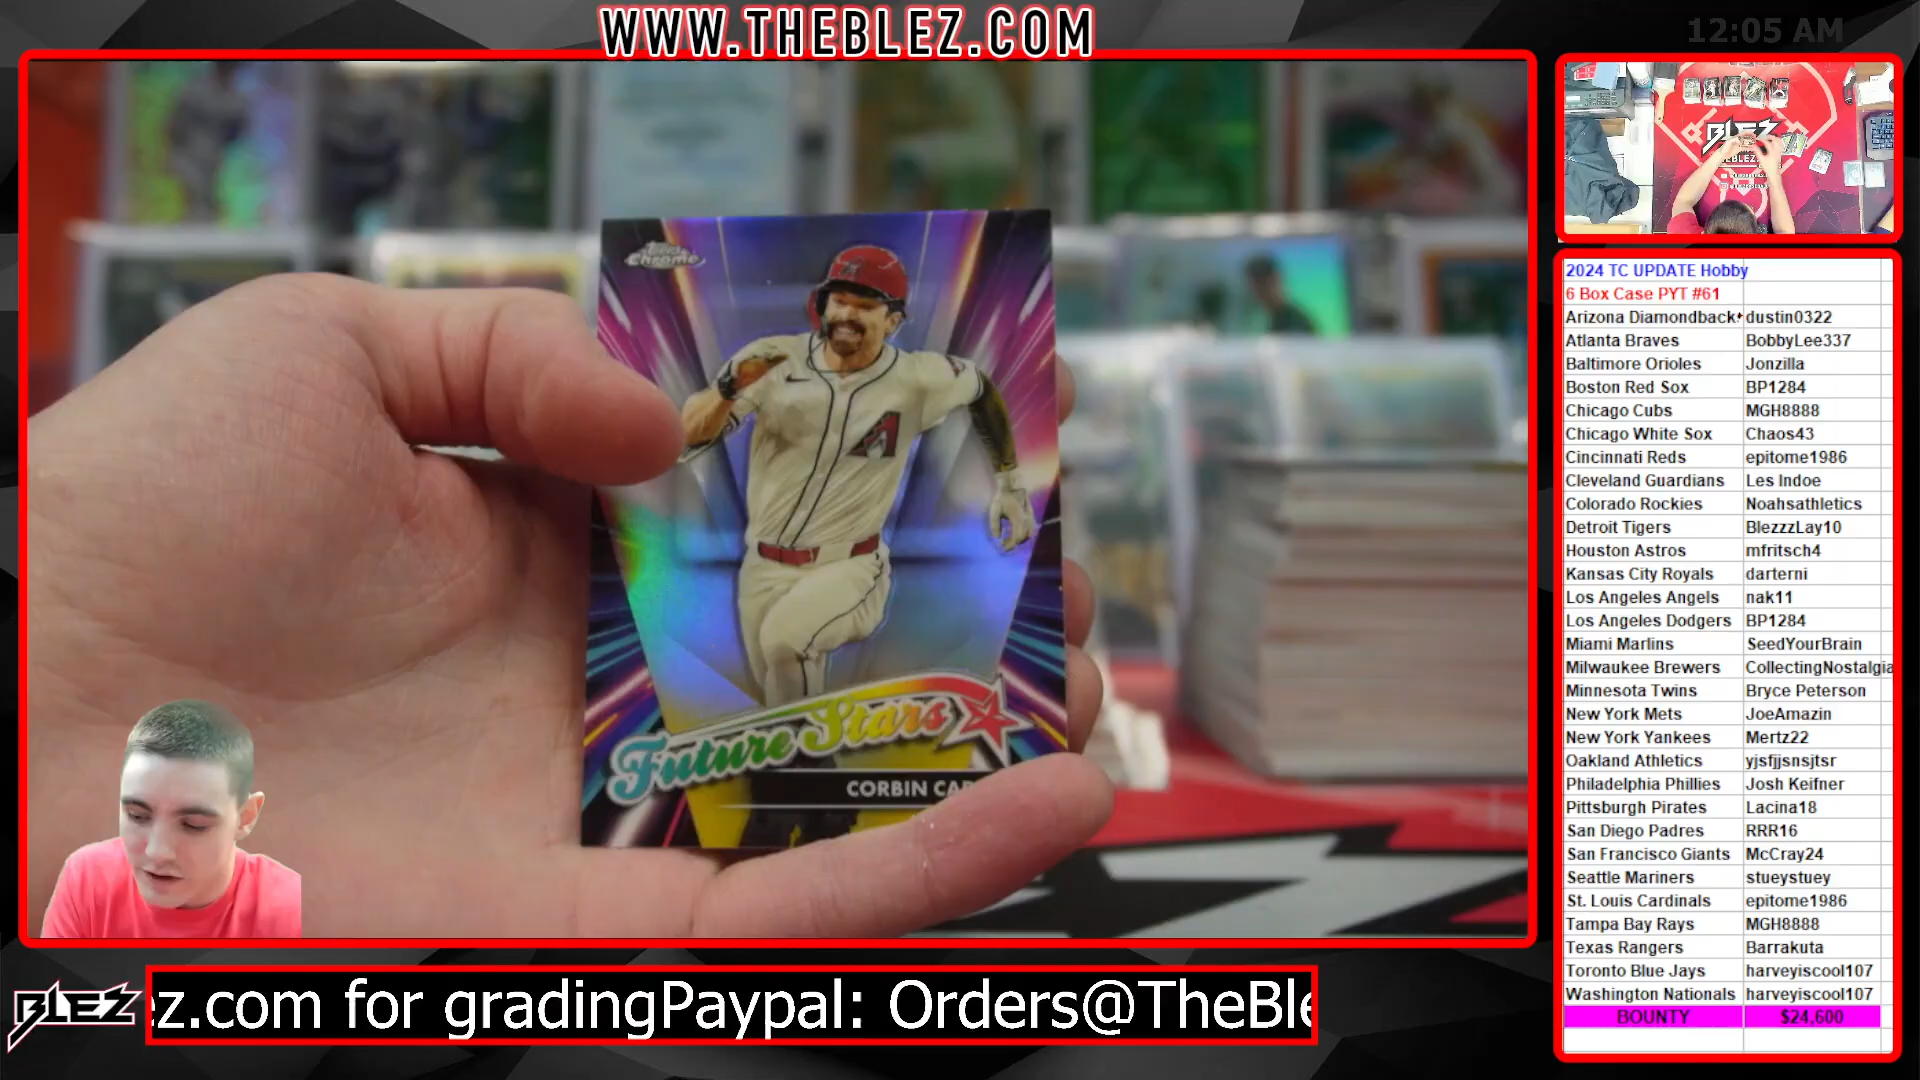 WWW.THEBLEZ.COM
12:05 AM
Topps Chrome
A
Future Stars
CORBIN CAR
BLEZ
z.com for gradingPaypal: Orders@TheBle
BLEZ
2024 TC UPDATE Hobby
6 Box Case PYT #61
Arizona Diamondback dustin0322
Atlanta Braves BobbyLee337
Baltimore Orioles Jonzilla
Boston Red Sox BP1284
Chicago Cubs MGH8888
Chicago White Sox Chaos43
Cincinnati Reds epitome1986
Cleveland Guardians Les Indoe
Colorado Rockies Noahsathletics
Detroit Tigers BlezzzLay10
Houston Astros mfritsch4
Kansas City Royals darterni
Los Angeles Angels nak11
Los Angeles Dodgers BP1284
Miami Marlins SeedYourBrain
Milwaukee Brewers CollectingNostalgia
Minnesota Twins Bryce Peterson
New York Mets JoeAmazin
New York Yankees Mertz22
Oakland Athletics yjsfjjsnsjtsr
Philadelphia Phillies Josh Keifner
Pittsburgh Pirates Lacina18
San Diego Padres RRR16
San Francisco Giants McCray24
Seattle Mariners stueystuey
St. Louis Cardinals epitome1986
Tampa Bay Rays MGH8888
Texas Rangers Barrakuta
Toronto Blue Jays harveyiscool107
Washington Nationals harveyiscool107
BOUNTY $24,600